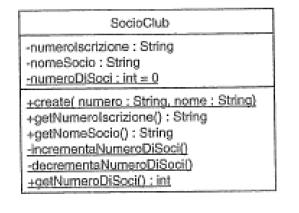 SocioClub
-numeroIscrizione : String
-nomeSocio : String
-numeroDiSoci : int = 0
+create( numero : String, nome : String)
+getNumeroIscrizione() : String
+getNomeSocio() : String
-incrementaNumeroDiSoci()
-decrementaNumeroDiSoci()
+getNumeroDiSoci() : int